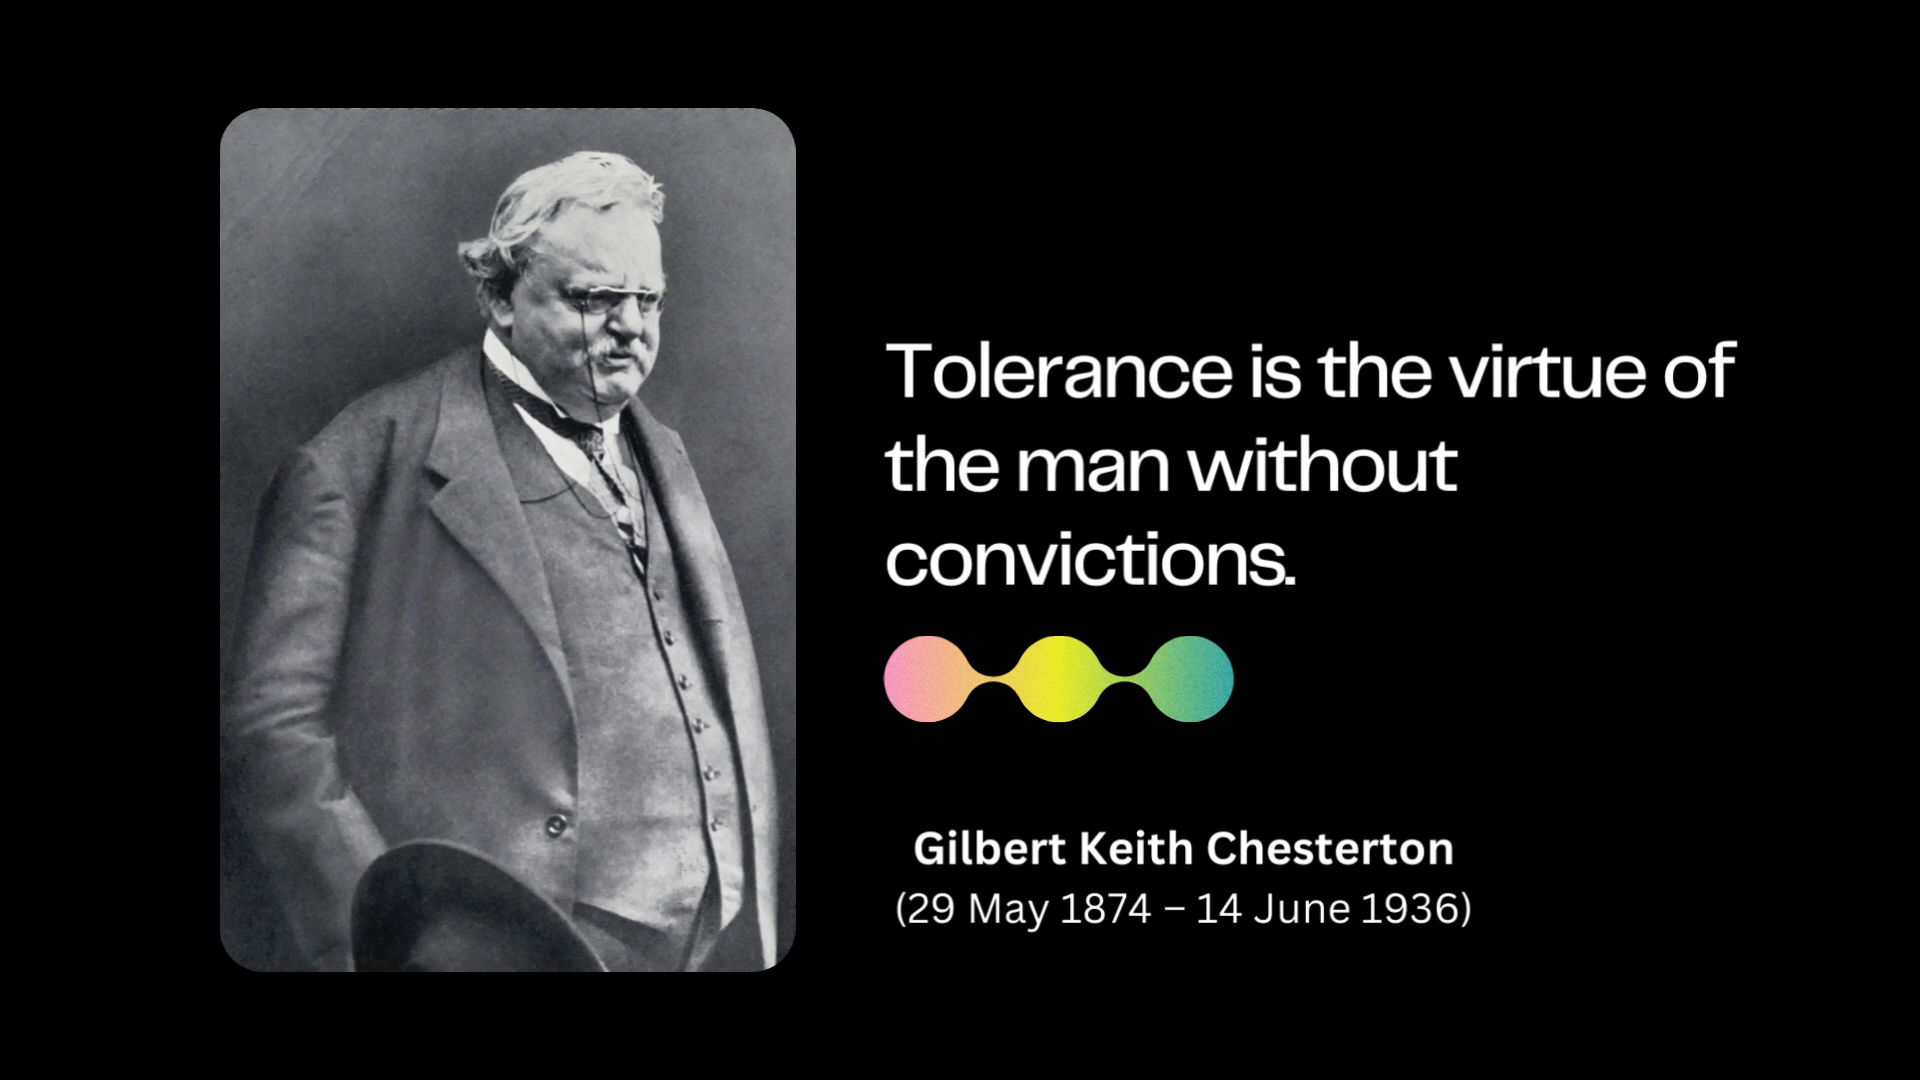 Tolerance is the virtue of
the man without
convictions.
Gilbert Keith Chesterton
(29 May 1874 – 14 June 1936)